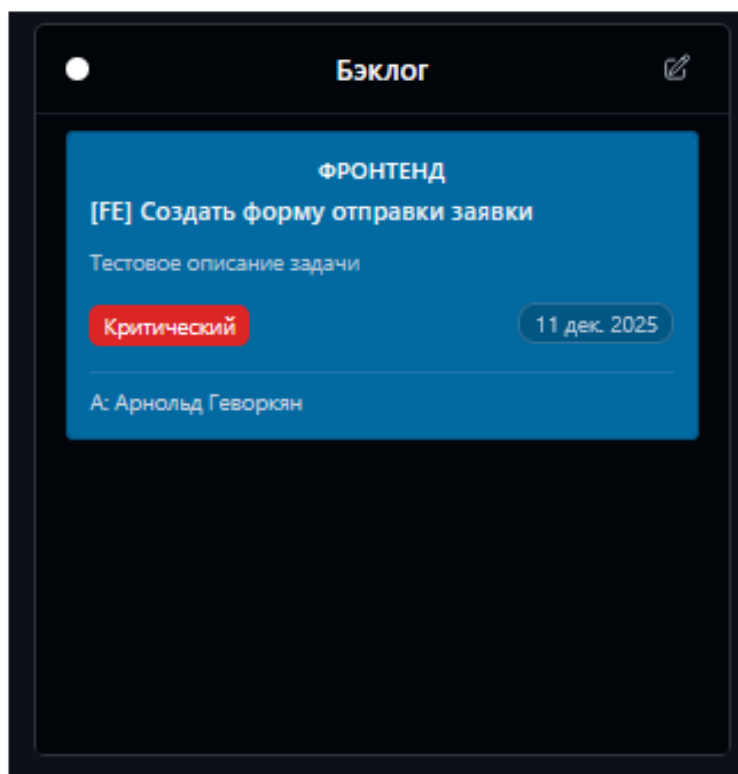 Бэклог
ФРОНТЕНД
[FE] Создать форму отправки заявки
Тестовое описание задачи
Критический
11 дек. 2025
А: Арнольд Геворкян